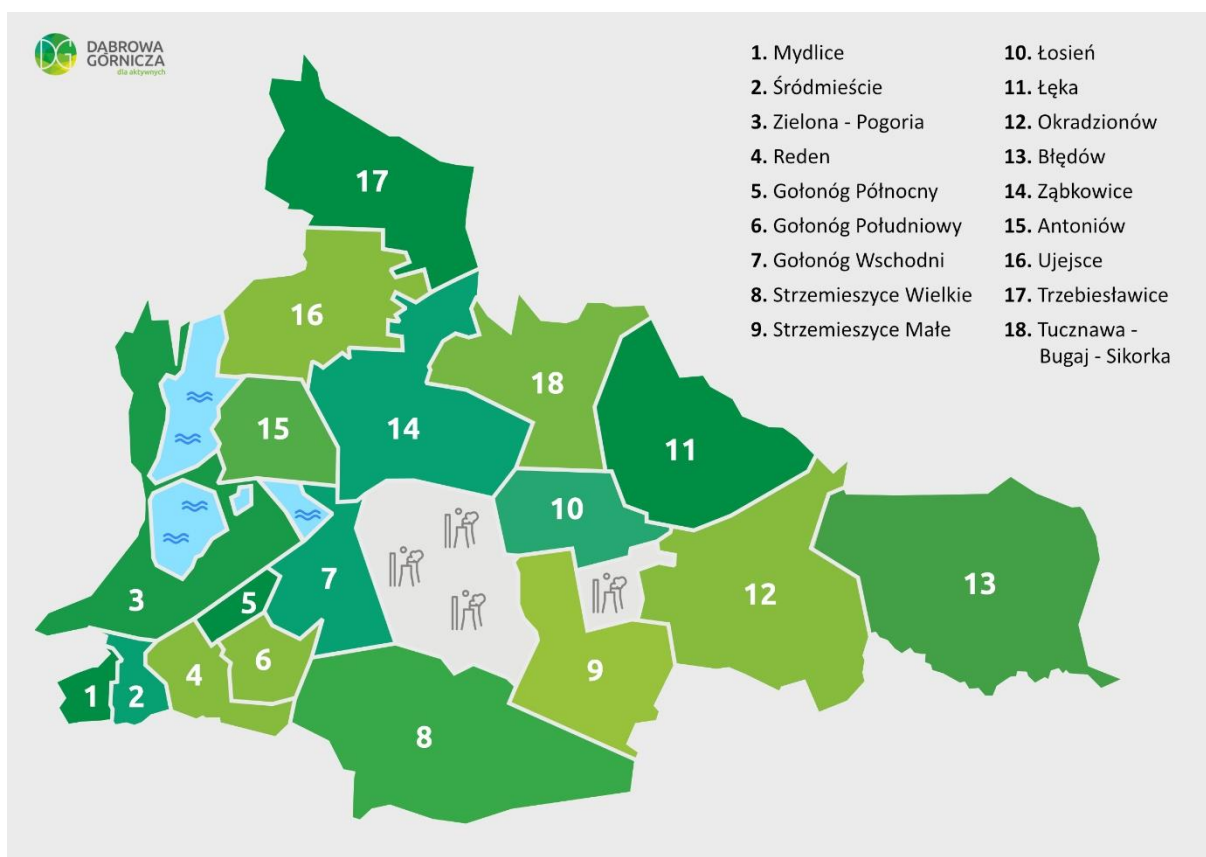 DĄBROWA
GÓRNICZA
dla aktywnych
1. Mydlice
2. Śródmieście
3. Zielona - Pogoria
4. Reden
5. Gołonóg Północny
6. Gołonóg Południowy
7. Gołonóg Wschodni
8. Strzemieszyce Wielkie
9. Strzemieszyce Małe
10. Łosień
11. Łęka
12. Okradzionów
13. Błędów
14. Ząbkowice
15. Antoniów
16. Ujejsce
17. Trzebiesławice
18. Tucznawa -
Bugaj - Sikorka
17
16
18
15
14
11
10
7
13
3
5
12
6
4
9
1
2
8